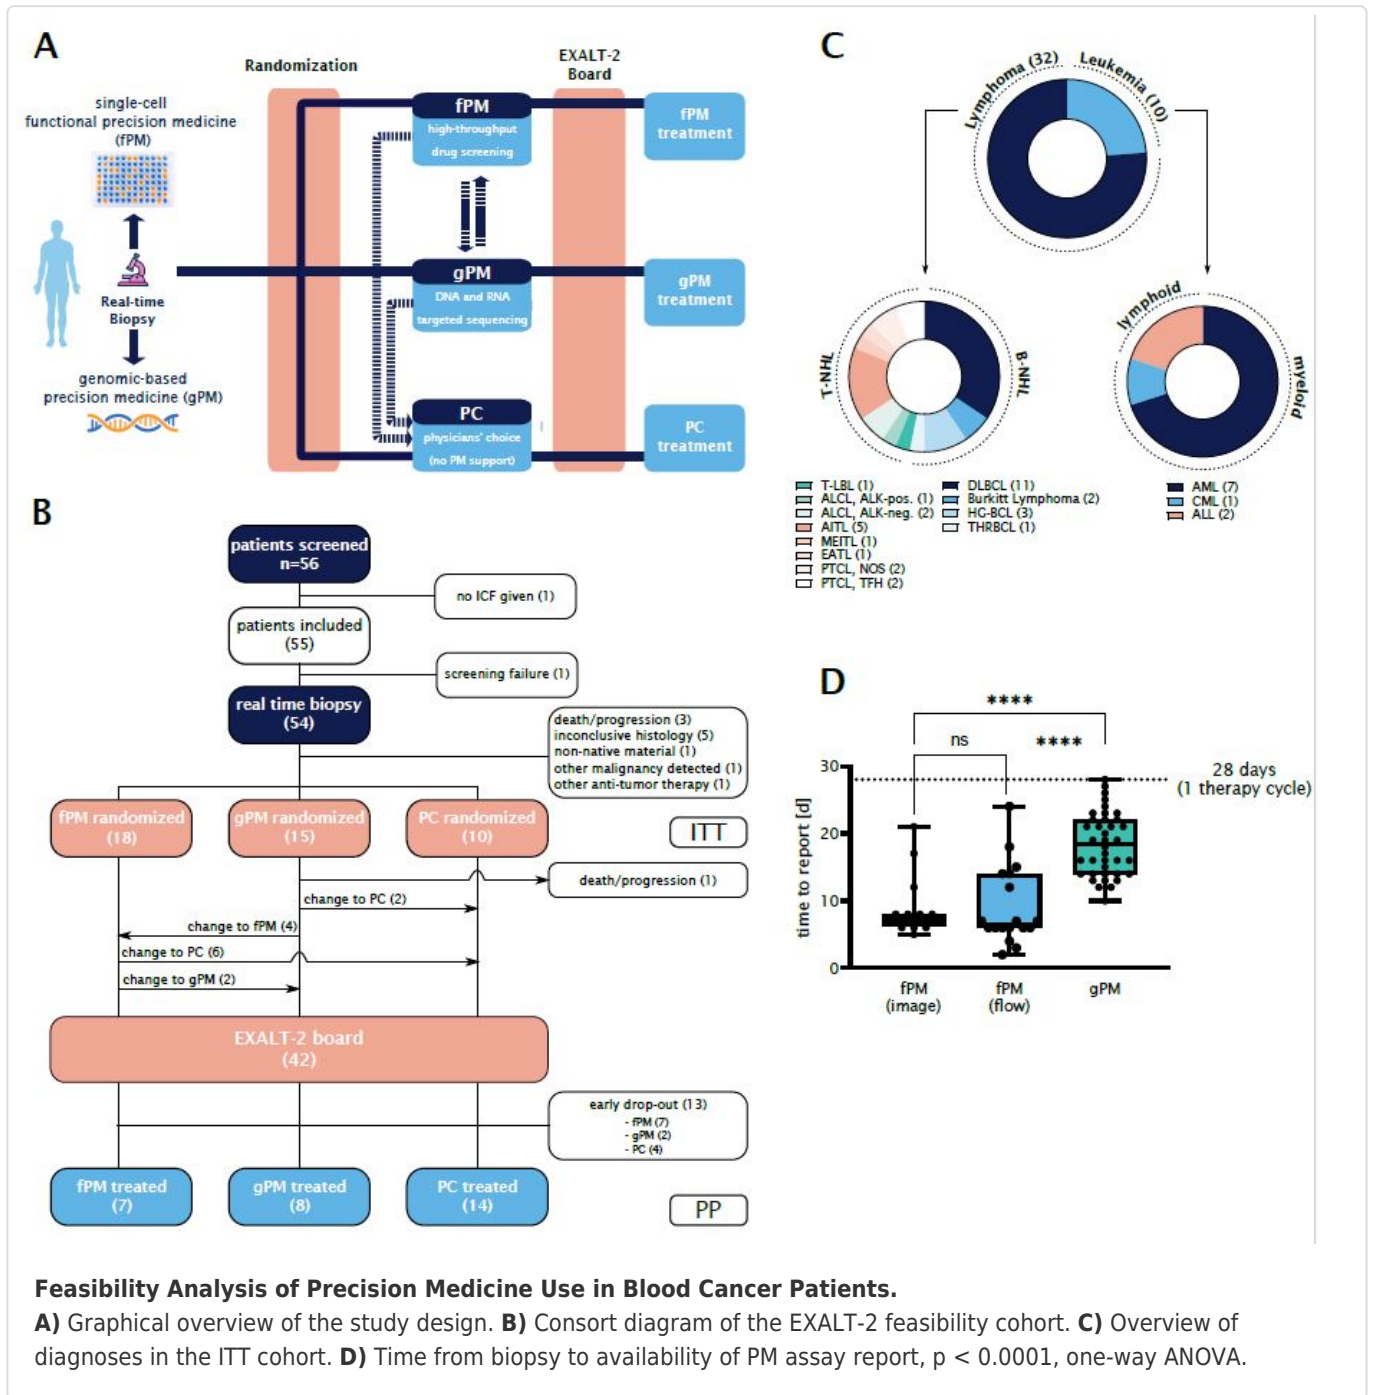 A
Randomization
EXALT-2
Board
single-cell
functional precision medicine
(fPM)
Real-time
Biopsy
genomic-based
precision medicine (gPM)
fPM
high-throughput
drug screening
fPM
treatment
gPM
DNA and RNA
targeted sequencing
gPM
treatment
PC
physicians' choice
(no PM support)
PC
treatment
B
patients screened
n=56
no ICF given (1)
patients included
(55)
screening failure (1)
real time biopsy
(54)
death/progression (3)
inconclusive histology (5)
non-native material (1)
other malignancy detected (1)
other anti-tumor therapy (1)
fPM randomized
(18)
gPM randomized
(15)
PC randomized
(10)
ITT
death/progression (1)
change to PC (2)
change to fPM (4)
change to PC (6)
change to gPM (2)
EXALT-2 board
(42)
early drop-out (13)
- fPM (7)
- gPM (2)
- PC (4)
fPM treated
(7)
gPM treated
(8)
PC treated
(14)
PP
C
Lymphoma (32)
Leukemia (10)
T-NHL
B-NHL
lymphoid
myeloid
T-LBL (1)
ALCL, ALK-pos. (1)
ALCL, ALK-neg. (2)
AITL (5)
MEITL (1)
EATL (1)
PTCL, NOS (2)
PTCL, TFH (2)
DLBCL (11)
Burkitt Lymphoma (2)
HG-BCL (3)
THRBCL (1)
AML (7)
CML (1)
ALL (2)
D
****
ns
****
28 days
(1 therapy cycle)
time to report [d]
30
20
10
0
fPM
(image)
fPM
(flow)
gPM
Feasibility Analysis of Precision Medicine Use in Blood Cancer Patients.
A) Graphical overview of the study design. B) Consort diagram of the EXALT-2 feasibility cohort. C) Overview of
diagnoses in the ITT cohort. D) Time from biopsy to availability of PM assay report, p < 0.0001, one-way ANOVA.